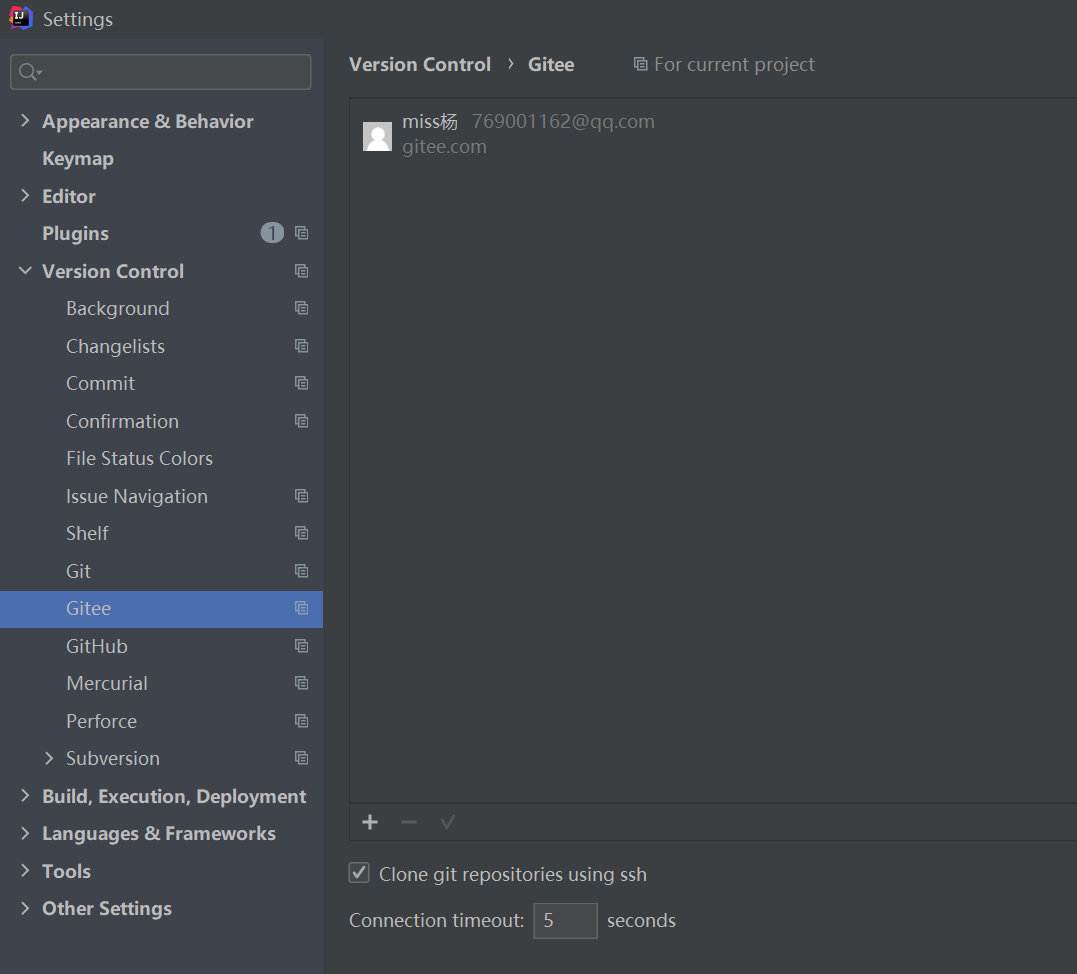 Settings
Appearance & Behavior
Keymap
Editor
Plugins 1
Version Control
Background
Changelists
Commit
Confirmation
File Status Colors
Issue Navigation
Shelf
Git
Gitee
GitHub
Mercurial
Perforce
Subversion
Build, Execution, Deployment
Languages & Frameworks
Tools
Other Settings
Version Control › Gitee For current project
miss杨 769001162@qq.com
gitee.com
Clone git repositories using ssh
Connection timeout: 5 seconds